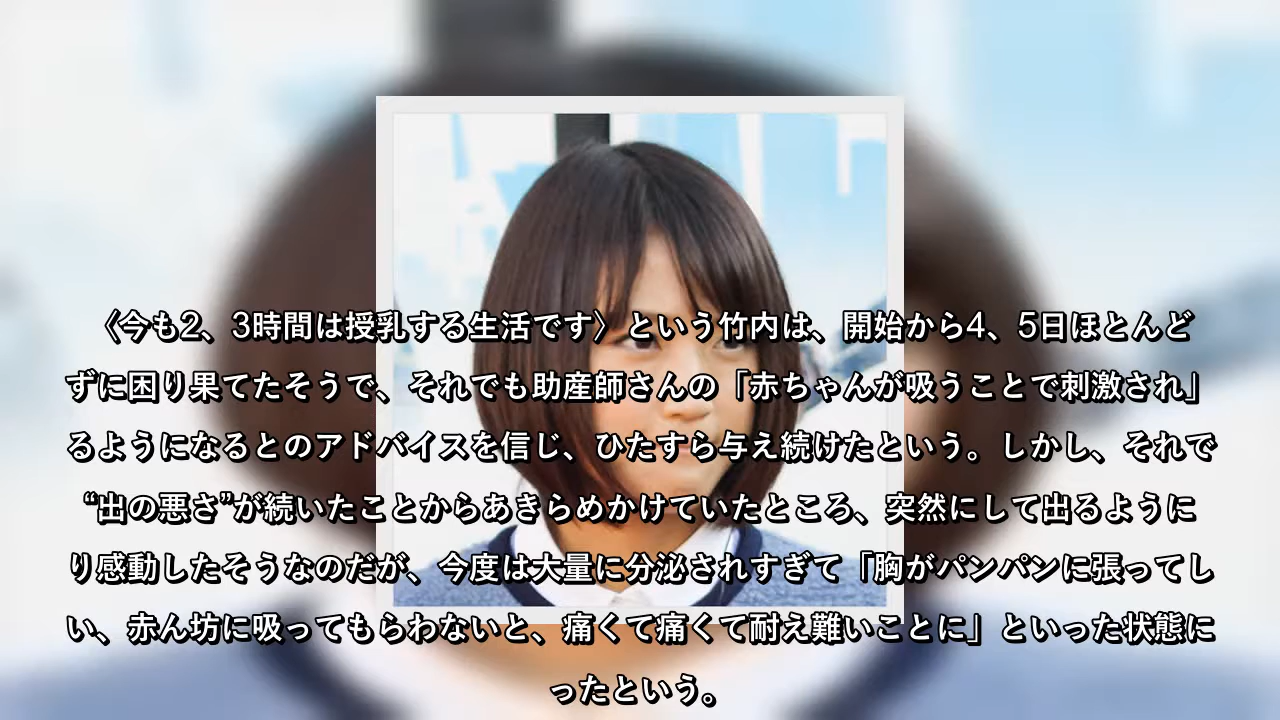 〈今も2、3時間は授乳する生活です〉という竹内は、開始から4、5日ほとんど
ずに困り果てたそうで、それでも助産師さんの「赤ちゃんが吸うことで刺激され」
るようになるとのアドバイスを信じ、ひたすら与え続けたという。しかし、それで
“出の悪さ”が続いたことからあきらめかけていたところ、突然にして出るように
り感動したそうなのだが、今度は大量に分泌されすぎて「胸がパンパンに張ってし
い、赤ん坊に吸ってもらわないと、痛くて痛くて耐え難いことに」といった状態に
ったという。